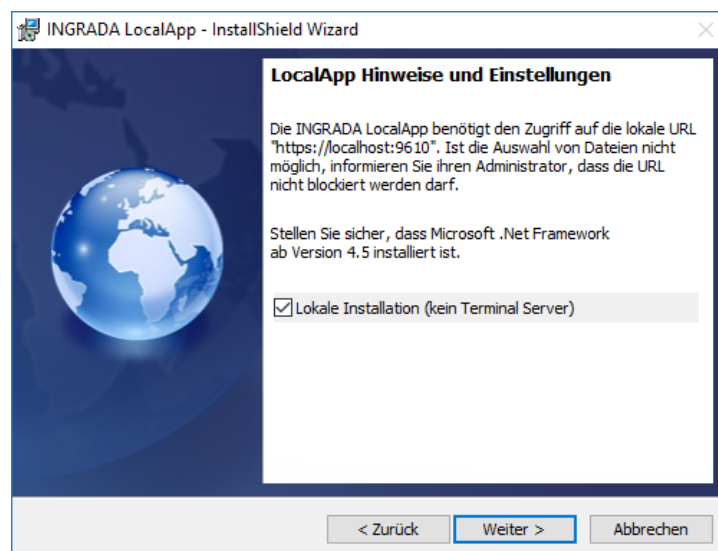 INGRADA LocalApp - InstallShield Wizard
LocalApp Hinweise und Einstellungen
Die INGRADA LocalApp benötigt den Zugriff auf die lokale URL
"https://localhost:9610". Ist die Auswahl von Dateien nicht
möglich, informieren Sie ihren Administrator, dass die URL
nicht blockiert werden darf.
Stellen Sie sicher, dass Microsoft .Net Framework
ab Version 4.5 installiert ist.
Lokale Installation (kein Terminal Server)
< Zurück
Weiter >
Abbrechen